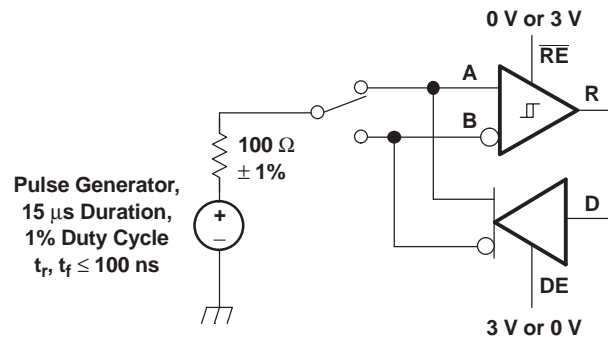 0 V or 3 V
R̅E̅
A
R
B
100 Ω
± 1%
Pulse Generator,
15 μs Duration,
1% Duty Cycle
tr, tf ≤ 100 ns
+
_
D
DE
3 V or 0 V